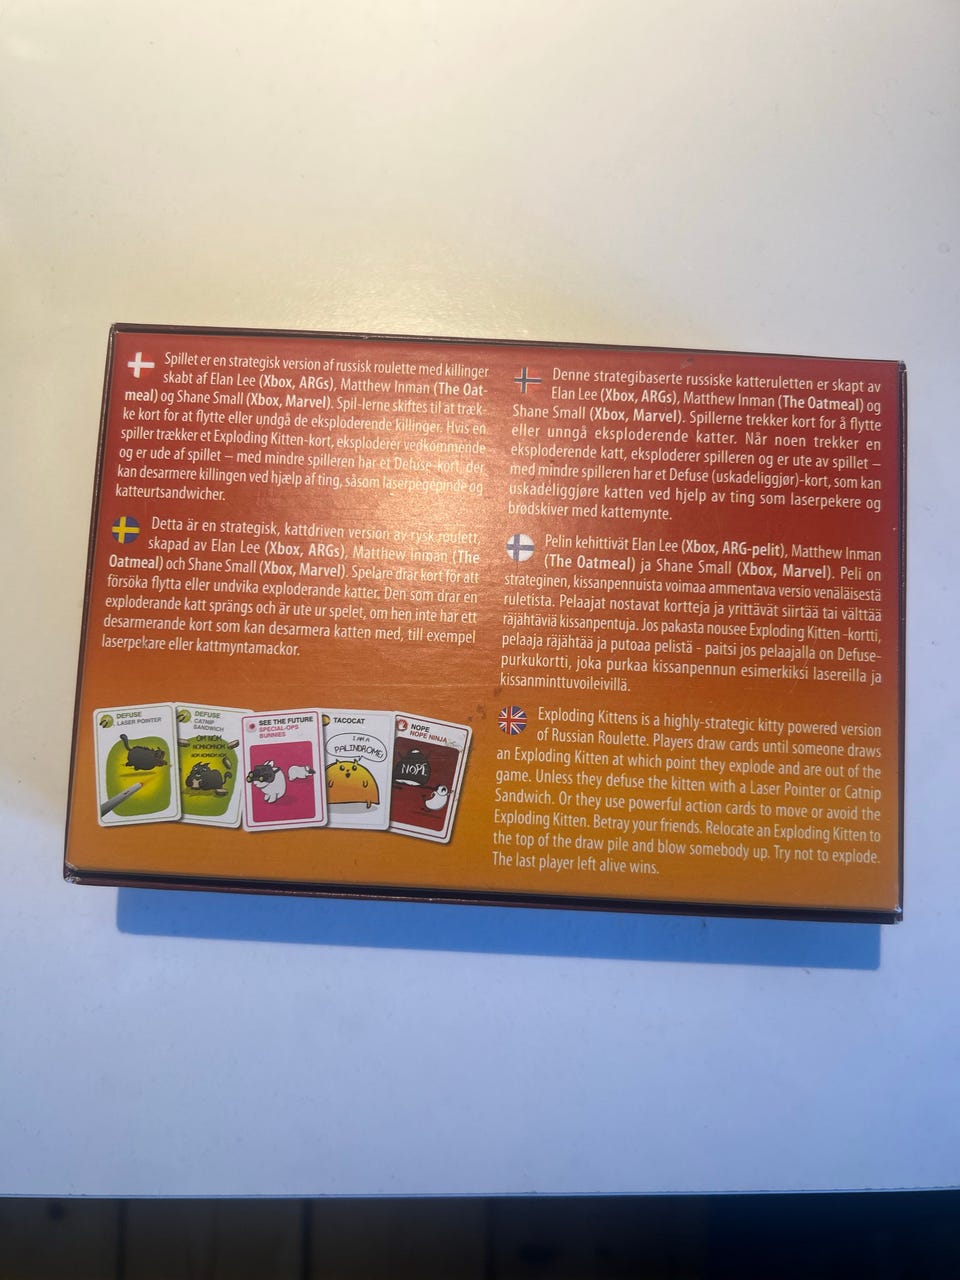 Spillet er en strategisk version af russisk roulette med killinger
skabt af Elan Lee (Xbox, ARGs), Matthew Inman (The Oat-
meal) og Shane Small (Xbox, Marvel). Spil-lerne skiftes til at træk-
ke kort for at flytte eller undgå de eksploderende killinger. Hvis en
spiller trækker et Exploding Kitten-kort, eksploderer vedkommende
og er ude af spillet – med mindre spilleren har et Defuse-kort, der
kan desarmere killingen ved hjælp af ting, såsom laserpegepinde og
katteurtsandwicher.
Detta är en strategisk, kattdriven version av rysk roulett,
skapad av Elan Lee (Xbox, ARGs), Matthew Inman (The
Oatmeal) och Shane Small (Xbox, Marvel). Spelare drar kort för att
försöka flytta eller undvika exploderande katter. Den som drar en
exploderande katt sprängs och är ute ur spelet, om hen inte har ett
desarmerande kort som kan desarmera katten med, till exempel
laserpekare eller kattmyntamackor.
DEFUSE
LASER POINTER
DEFUSE
CATNIP
SANDWICH
OM NOM
NOMNOMNOM
NOM NOMNOM NOM
SEE THE FUTURE
SPECIAL-OPS
BUNNIES
TACOCAT
I AM A
PALINDROME!
NOPE
NOPE NINJA
NOPE
Denne strategibaserte russiske katteruletten er skapt av
Elan Lee (Xbox, ARGs), Matthew Inman (The Oatmeal) og
Shane Small (Xbox, Marvel). Spillerne trekker kort for å flytte
eller unngå eksploderende katter. Når noen trekker en
eksploderende katt, eksploderer spilleren og er ute av spillet –
med mindre spilleren har et Defuse (uskadeliggjør)-kort, som kan
uskadeliggjøre katten ved hjelp av ting som laserpekere og
brødskiver med kattemynte.
Pelin kehittivät Elan Lee (Xbox, ARG-pelit), Matthew Inman
(The Oatmeal) ja Shane Small (Xbox, Marvel). Peli on
strateginen, kissanpennuista voimaa ammentava versio venäläisestä
ruletista. Pelaajat nostavat kortteja ja yrittävät siirtää tai välttää
räjähtäviä kissanpentuja. Jos pakasta nousee Exploding Kitten -kortti,
pelaaja räjähtää ja putoaa pelistä - paitsi jos pelaajalla on Defuse-
purkukortti, joka purkaa kissanpennun esimerkiksi lasereilla ja
kissanminttuvoileivillä.
Exploding Kittens is a highly-strategic kitty powered version
of Russian Roulette. Players draw cards until someone draws
an Exploding Kitten at which point they explode and are out of the
game. Unless they defuse the kitten with a Laser Pointer or Catnip
Sandwich. Or they use powerful action cards to move or avoid the
Exploding Kitten. Betray your friends. Relocate an Exploding Kitten to
the top of the draw pile and blow somebody up. Try not to explode.
The last player left alive wins.